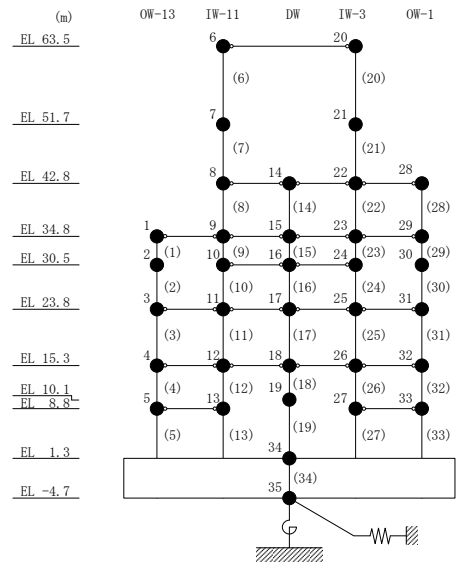 (m) OW-13 IW-11 DW IW-3 OW-1
EL 63.5 6 20
(6) (20)
EL 51.7 7 21
(7) (21)
EL 42.8 8 14 22 28
(8) (14) (22) (28)
EL 34.8 1 9 15 23 29
(1) (9) (15) (23) (29)
EL 30.5 2 10 16 24 30
(2) (10) (16) (24) (30)
EL 23.8 3 11 17 25 31
(3) (11) (17) (25) (31)
EL 15.3 4 12 18 26 32
(4) (12) (18) (26) (32)
EL 10.1 19
EL 8.8 5 13 27 33
(5) (13) (19) (27) (33)
EL 1.3 34
(34)
EL -4.7 35